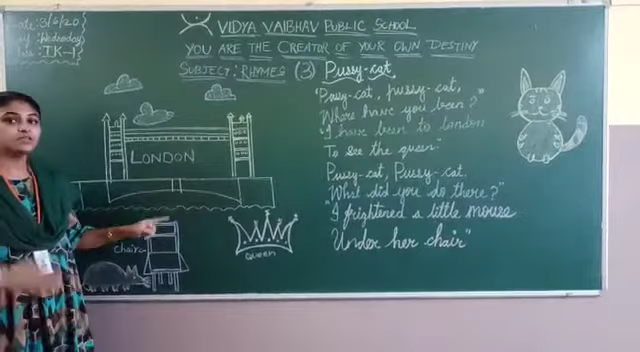 Date: 3/6/20
Day: Wednesday
Class: IK-1
VIDYA VAIBHAV PUBLIC SCHOOL
YOU ARE THE CREATOR OF YOUR OWN DESTINY
SUBJECT: RHYMES (3) Pussy-cat
"Pussy-cat, pussy-cat,
Where have you been?"
"I have been to london
To see the queen"
Pussy-cat, Pussy-cat.
"What did you do there?"
"I frightened a little mouse
Under her chair"
LONDON
chair
queen